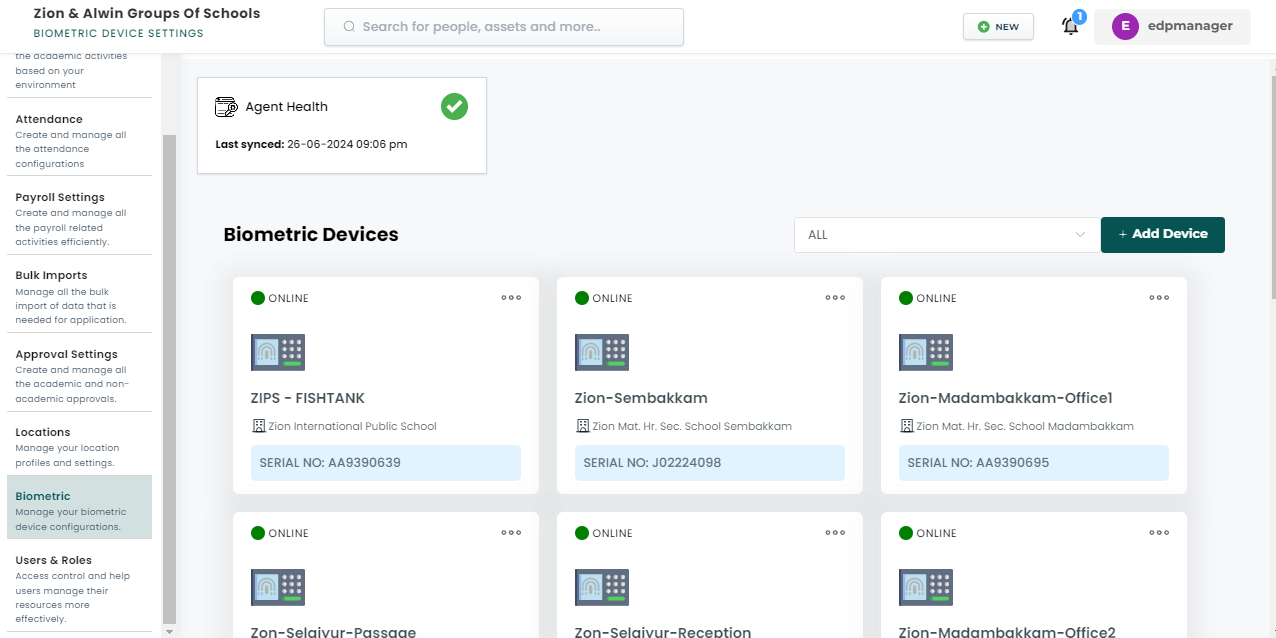 Zion & Alwin Groups Of Schools
BIOMETRIC DEVICE SETTINGS
Search for people, assets and more..
NEW
1
E
edpmanager
the academic activities
based on your
environment
Attendance
Create and manage all
the attendance
configurations
Payroll Settings
Create and manage all
the payroll related
activities efficiently.
Bulk Imports
Manage all the bulk
import of data that is
needed for application.
Approval Settings
Create and manage all
the academic and non-
academic approvals.
Locations
Manage your location
profiles and settings.
Biometric
Manage your biometric
device configurations.
Users & Roles
Access control and help
users manage their
resources more
effectively.
Agent Health
Last synced: 26-06-2024 09:06 pm
Biometric Devices
ALL
+ Add Device
ONLINE
ZIPS - FISHTANK
Zion International Public School
SERIAL NO: AA9390639
ONLINE
Zion-Sembakkam
Zion Mat. Hr. Sec. School Sembakkam
SERIAL NO: J02224098
ONLINE
Zion-Madambakkam-Office1
Zion Mat. Hr. Sec. School Madambakkam
SERIAL NO: AA9390695
ONLINE
Zon-Selaiyur-Passage
ONLINE
Zon-Selaiyur-Reception
ONLINE
Zion-Madambakkam-Office2